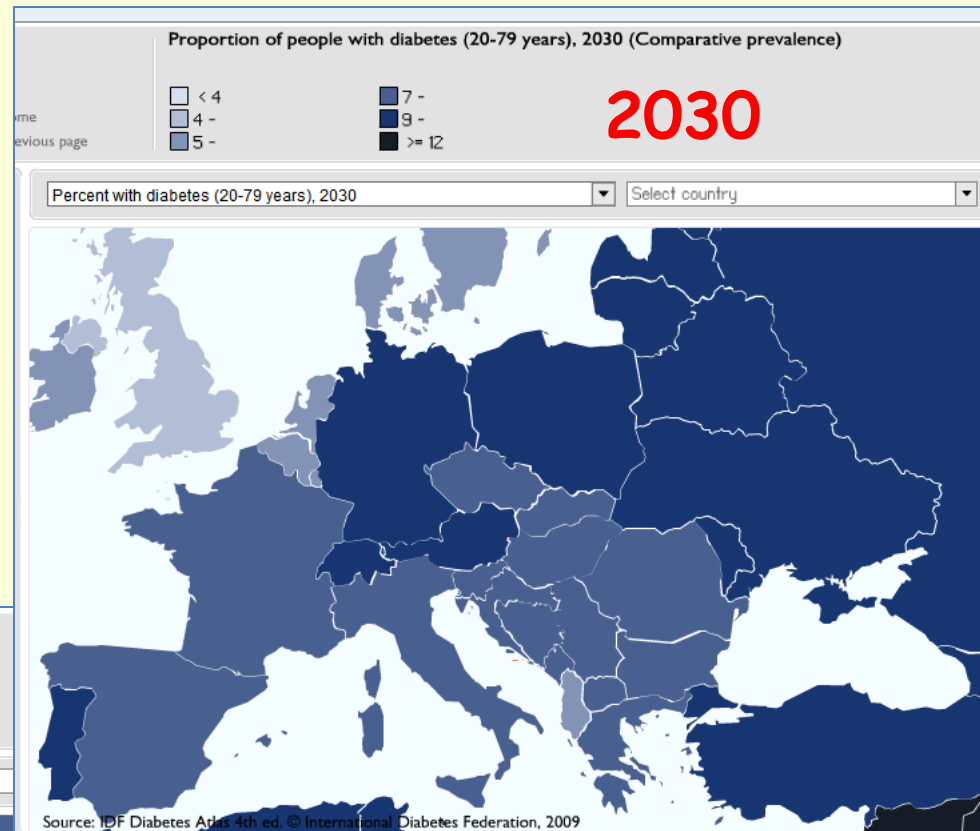 Proportion of people with diabetes (20-79 years), 2030 (Comparative prevalence)
< 4
4 -
5 -
7 -
9 -
>= 12
2030
ome
evious page
Percent with diabetes (20-79 years), 2030
Select country
Source: IDF Diabetes Atlas 4th ed. © International Diabetes Federation, 2009